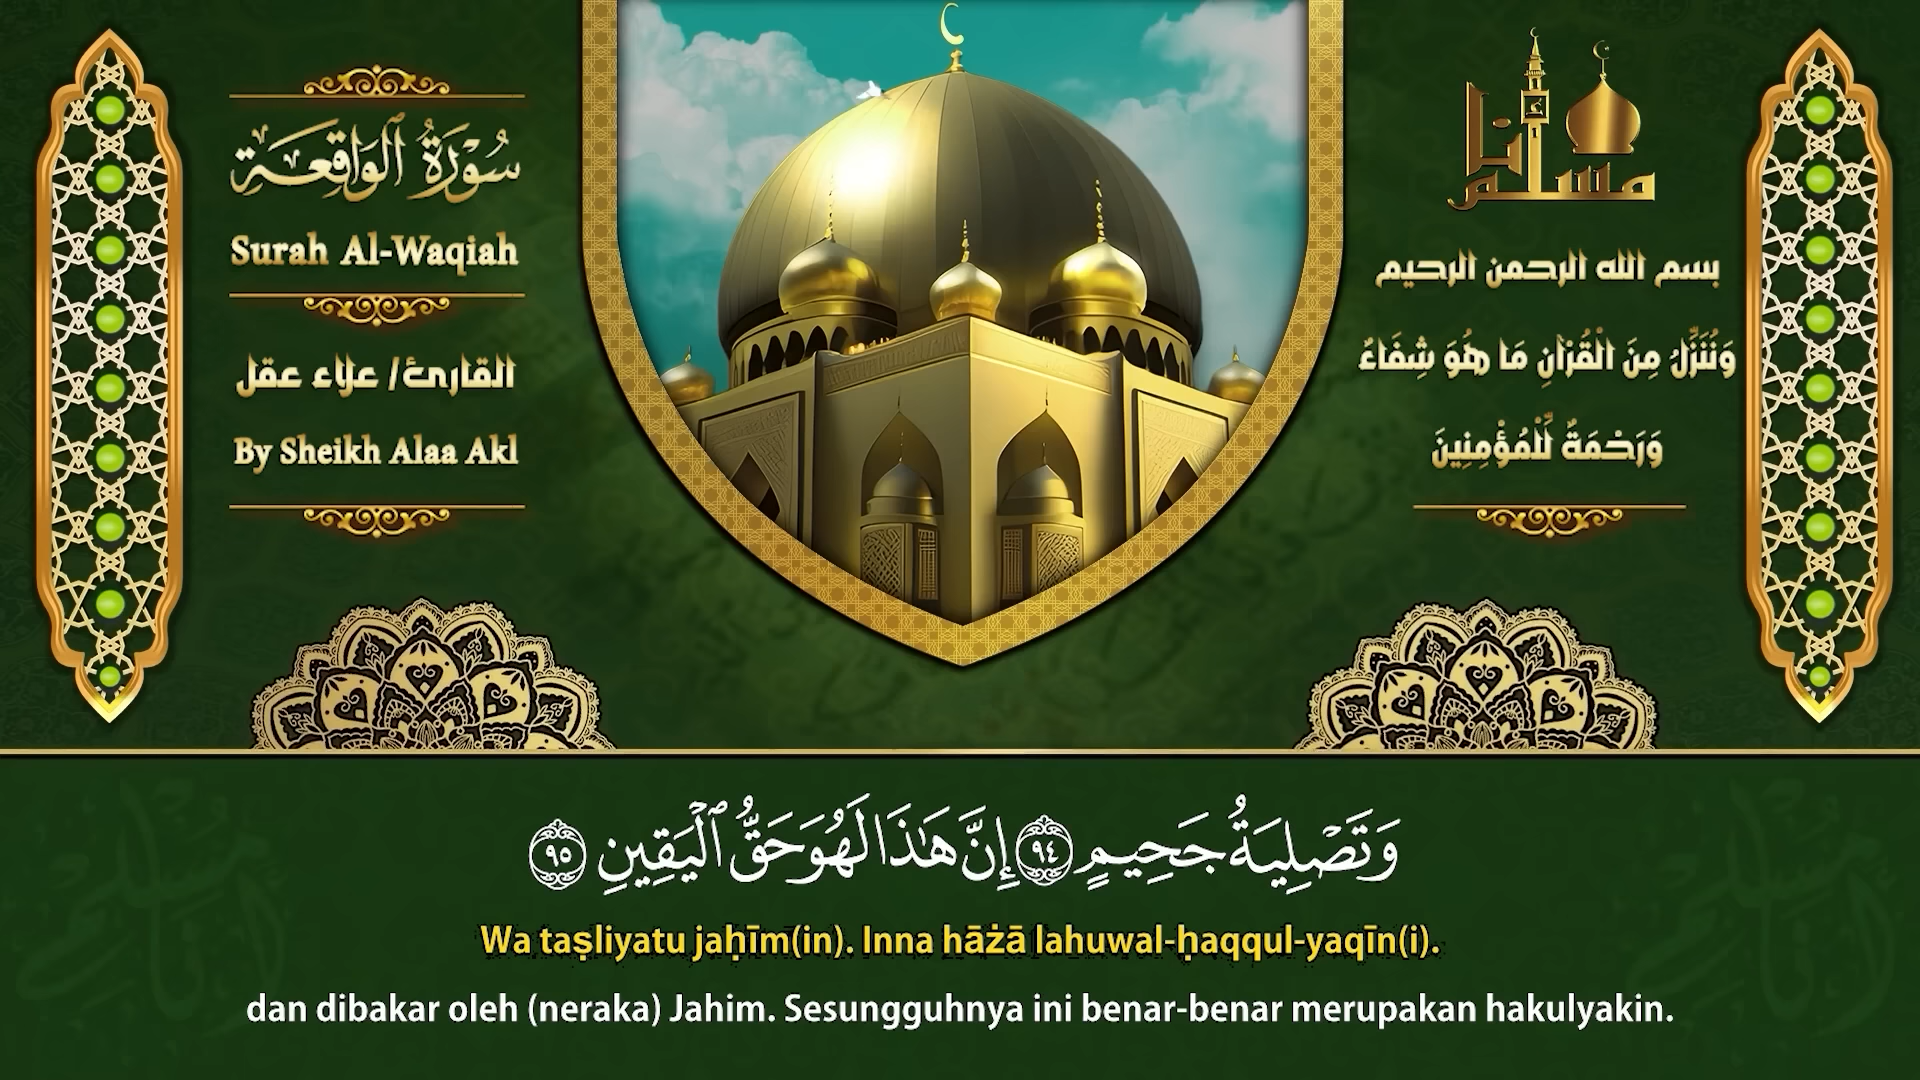 سُورَةُ الوَاقِعَة
Surah Al-Waqiah
القارئ/ علاء عقل
By Sheikh Alaa Akl
أنا مسلم
بسم الله الرحمن الرحيم
وَنُنَزِّلُ مِنَ الْقُرْآنِ مَا هُوَ شِفَاءٌ
وَرَحْمَةٌ لِّلْمُؤْمِنِينَ
وَتَصْلِيَةُ جَحِيمٍ ٩٤ إِنَّ هَـٰذَا لَهُوَ حَقُّ ٱلْيَقِينِ ٩٥
Wa taṣliyatu jaḥīm(in). Inna hāżā lahuwal-ḥaqqul-yaqīn(i).
dan dibakar oleh (neraka) Jahim. Sesungguhnya ini benar-benar merupakan hakulyakin.